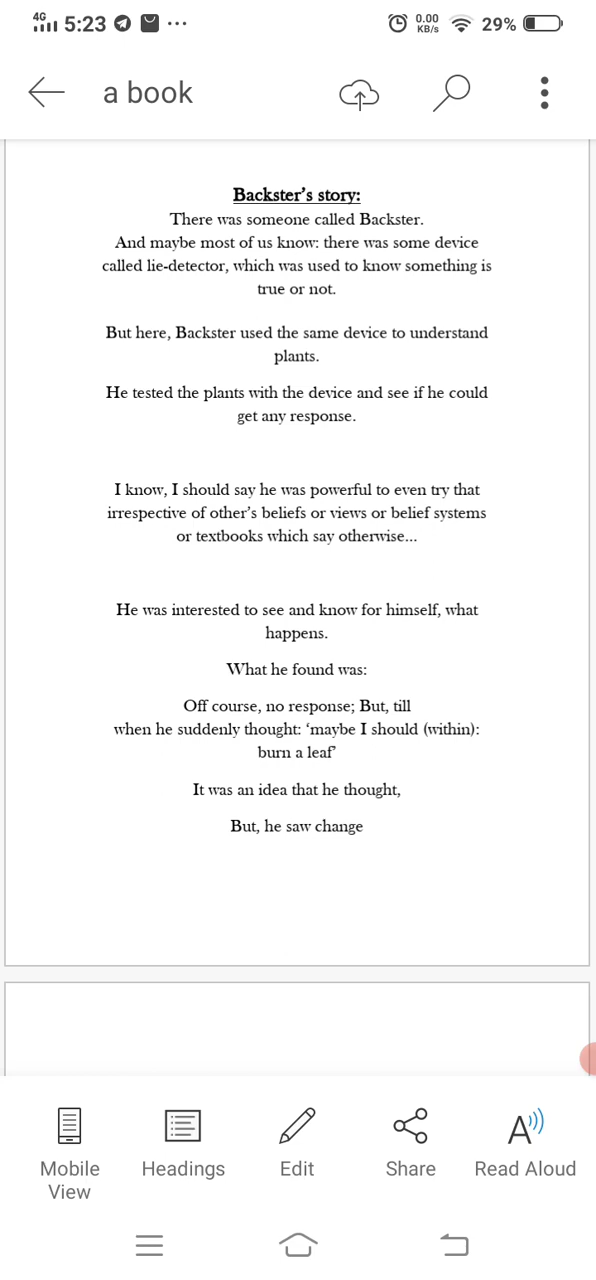 4G 5:23 ... 0.00 KB/s 29%
a book
Backster's story:
There was someone called Backster.
And maybe most of us know: there was some device
called lie-detector, which was used to know something is
true or not.
But here, Backster used the same device to understand
plants.
He tested the plants with the device and see if he could
get any response.
I know, I should say he was powerful to even try that
irrespective of other's beliefs or views or belief systems
or textbooks which say otherwise...
He was interested to see and know for himself, what
happens.
What he found was:
Off course, no response; But, till
when he suddenly thought: 'maybe I should (within):
burn a leaf'
It was an idea that he thought,
But, he saw change
Mobile View
Headings
Edit
Share
Read Aloud